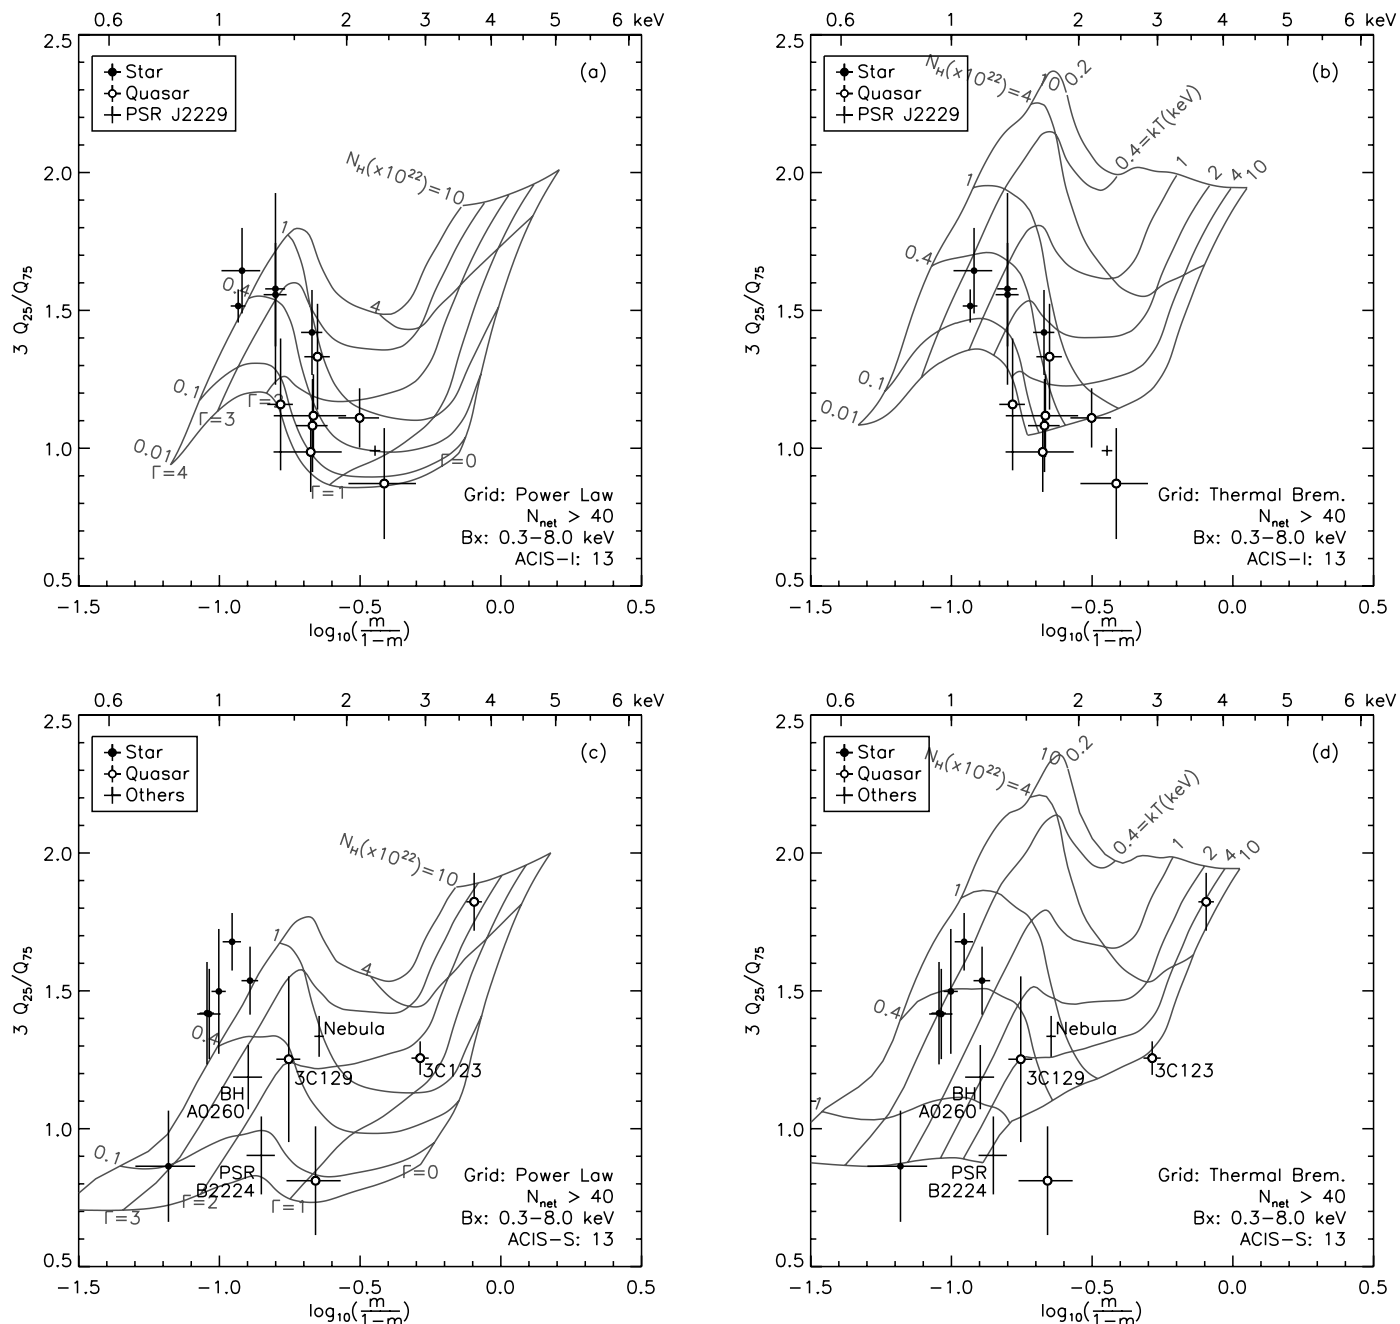 0.6 1 2 3 4 5 6 keV
2.5
2.0
1.5
1.0
0.5
3 Q25/Q75
Star
Quasar
PSR J2229
(a)
NH(x10^22)=10
4
1
0.4
0.1
0.01
Γ=4
Γ=3
Γ=2
Γ=1
Γ=0
Grid: Power Law
Nnet > 40
Bx: 0.3–8.0 keV
ACIS–I: 13
−1.5 −1.0 −0.5 0.0 0.5
log10(m/1−m)
0.6 1 2 3 4 5 6 keV
2.5
2.0
1.5
1.0
0.5
3 Q25/Q75
Star
Quasar
PSR J2229
(b)
NH(x10^22)=4
10
0.2
0.4=kT(keV)
1
2
4
10
1
0.4
0.1
0.01
Grid: Thermal Brem.
Nnet > 40
Bx: 0.3–8.0 keV
ACIS–I: 13
−1.5 −1.0 −0.5 0.0 0.5
log10(m/1−m)
0.6 1 2 3 4 5 6 keV
2.5
2.0
1.5
1.0
0.5
3 Q25/Q75
Star
Quasar
Others
(c)
NH(x10^22)=10
4
1
0.4
0.1
Nebula
3C129
3C123
BH
A0260
PSR
B2224
Γ=3
Γ=2
Γ=1
Γ=0
Grid: Power Law
Nnet > 40
Bx: 0.3–8.0 keV
ACIS–S: 13
−1.5 −1.0 −0.5 0.0 0.5
log10(m/1−m)
0.6 1 2 3 4 5 6 keV
2.5
2.0
1.5
1.0
0.5
3 Q25/Q75
Star
Quasar
Others
(d)
NH(x10^22)=4
10
0.2
0.4=kT(keV)
1
2
4
10
1
0.4
1
Nebula
3C129
3C123
BH
A0260
PSR
B2224
Grid: Thermal Brem.
Nnet > 40
Bx: 0.3–8.0 keV
ACIS–S: 13
−1.5 −1.0 −0.5 0.0 0.5
log10(m/1−m)